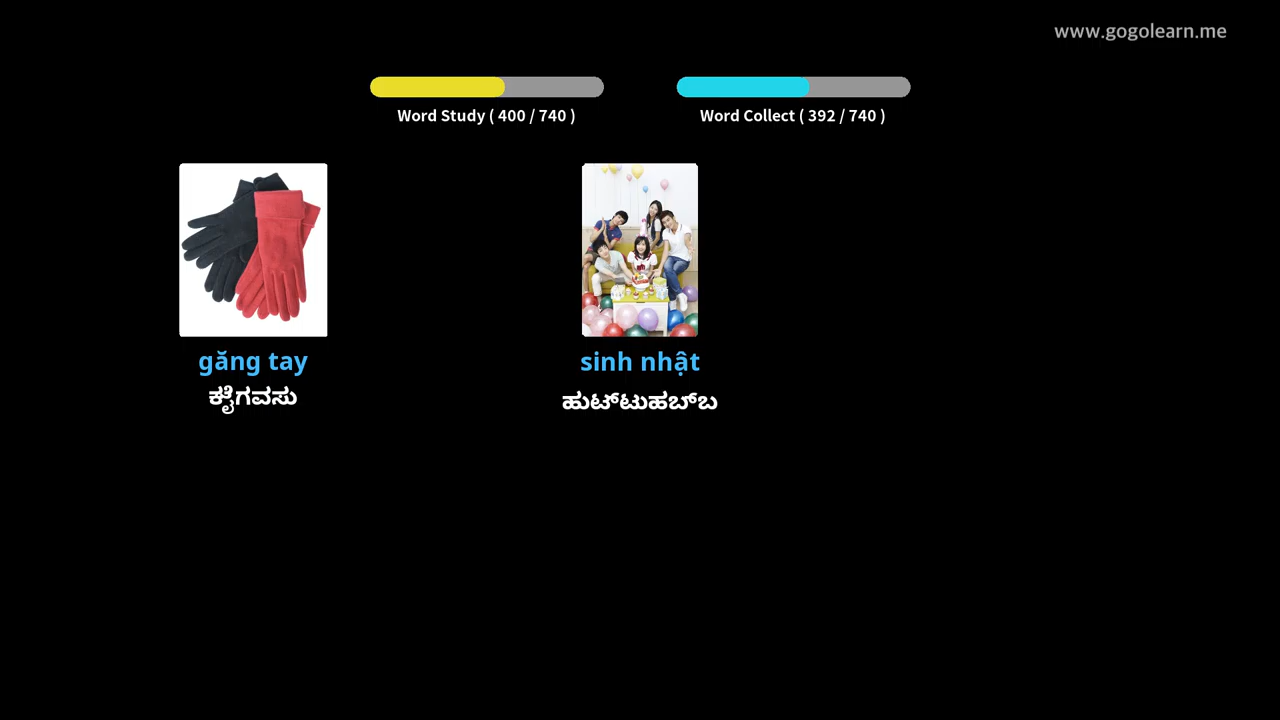 www.gogolearn.me
Word Study ( 400 / 740 )
Word Collect ( 392 / 740 )
găng tay
ಕೈಗವಸು
sinh nhật
ಹುಟ್ಟುಹಬ್ಬ